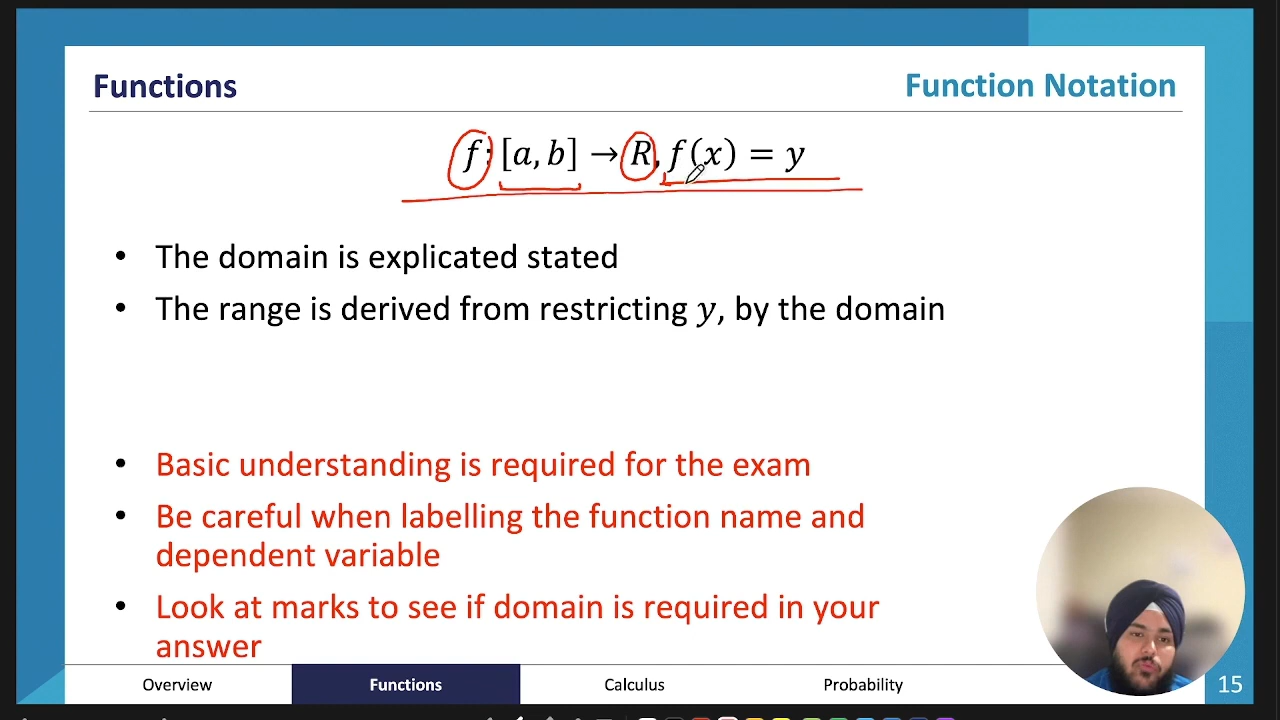 Functions
Function Notation
f: [a, b] → R, f(x) = y
• The domain is explicated stated
• The range is derived from restricting y, by the domain
• Basic understanding is required for the exam
• Be careful when labelling the function name and
dependent variable
• Look at marks to see if domain is required in your
answer
Overview
Functions
Calculus
Probability
15